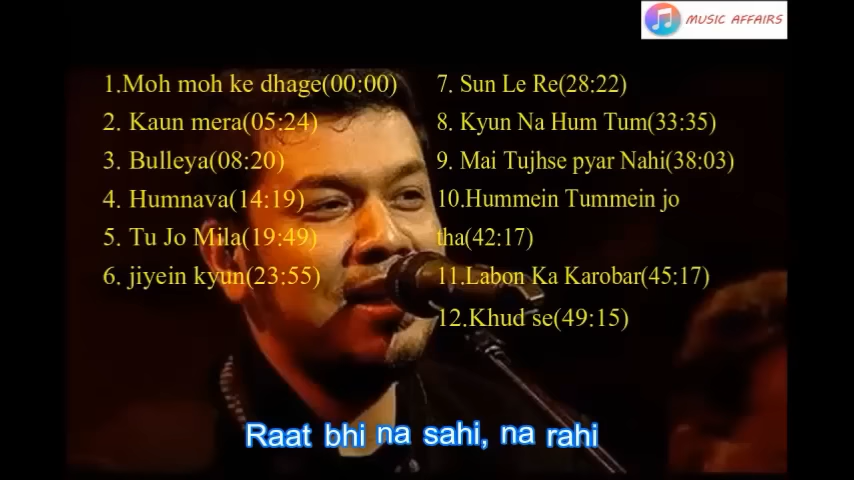 MUSIC AFFAIRS
1.Moh moh ke dhage(00:00)
2. Kaun mera(05:24)
3. Bulleya(08:20)
4. Humnava(14:19)
5. Tu Jo Mila(19:49)
6. jiyein kyun(23:55)
7. Sun Le Re(28:22)
8. Kyun Na Hum Tum(33:35)
9. Mai Tujhse pyar Nahi(38:03)
10.Hummein Tummein jo
tha(42:17)
11.Labon Ka Karobar(45:17)
12.Khud se(49:15)
Raat bhi na sahi, na rahi